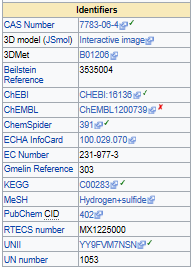 Identifiers
CAS Number 7783-06-4
3D model (JSmol) Interactive image
3DMet B01206
Beilstein Reference 3535004
ChEBI CHEBI:16136
ChEMBL ChEMBL1200739
ChemSpider 391
ECHA InfoCard 100.029.070
EC Number 231-977-3
Gmelin Reference 303
KEGG C00283
MeSH Hydrogen+sulfide
PubChem CID 402
RTECS number MX1225000
UNII YY9FVM7NSN
UN number 1053